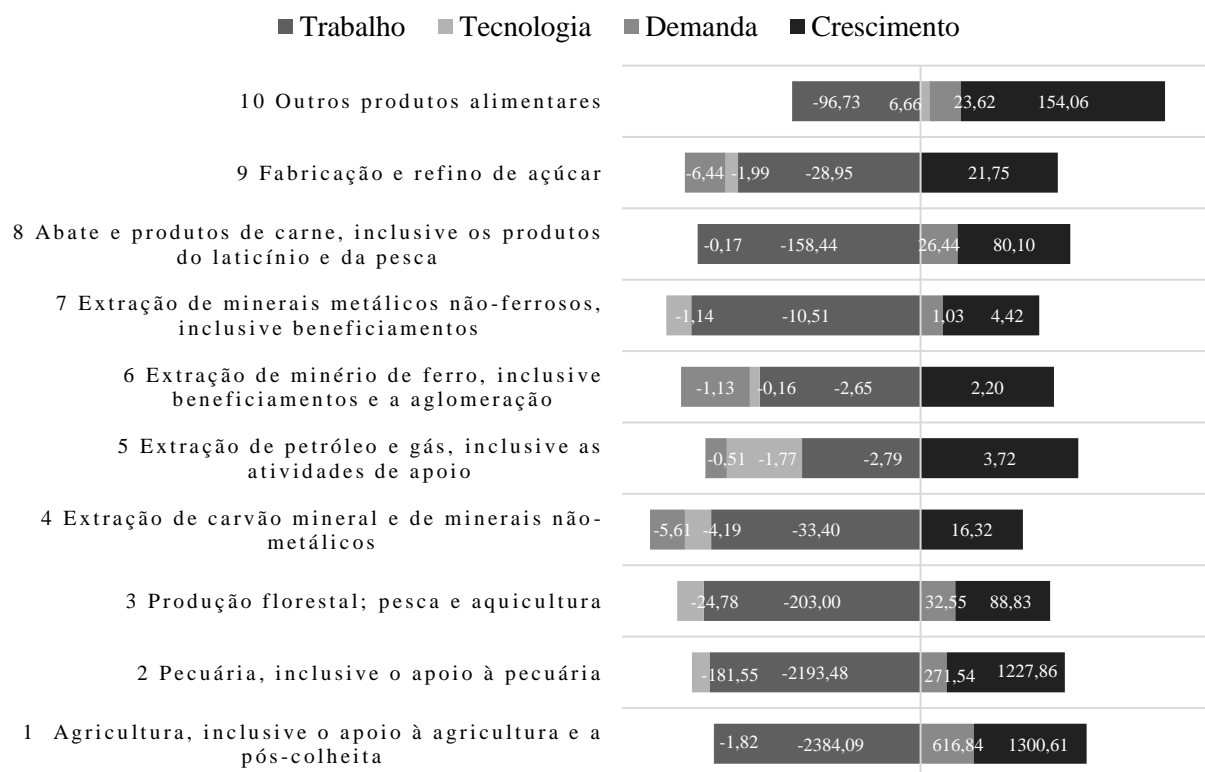 Trabalho Tecnologia Demanda Crescimento
10 Outros produtos alimentares
-96,73 6,66 23,62 154,06
9 Fabricação e refino de açúcar
-6,44 -1,99 -28,95 21,75
8 Abate e produtos de carne, inclusive os produtos
do laticínio e da pesca
-0,17 -158,44 26,44 80,10
7 Extração de minerais metálicos não-ferrosos,
inclusive beneficiamentos
-1,14 -10,51 1,03 4,42
6 Extração de minério de ferro, inclusive
beneficiamentos e a aglomeração
-1,13 -0,16 -2,65 2,20
5 Extração de petróleo e gás, inclusive as
atividades de apoio
-0,51 -1,77 -2,79 3,72
4 Extração de carvão mineral e de minerais não-
metálicos
-5,61 -4,19 -33,40 16,32
3 Produção florestal; pesca e aquicultura
-24,78 -203,00 32,55 88,83
2 Pecuária, inclusive o apoio à pecuária
-181,55 -2193,48 271,54 1227,86
1 Agricultura, inclusive o apoio à agricultura e a
pós-colheita
-1,82 -2384,09 616,84 1300,61